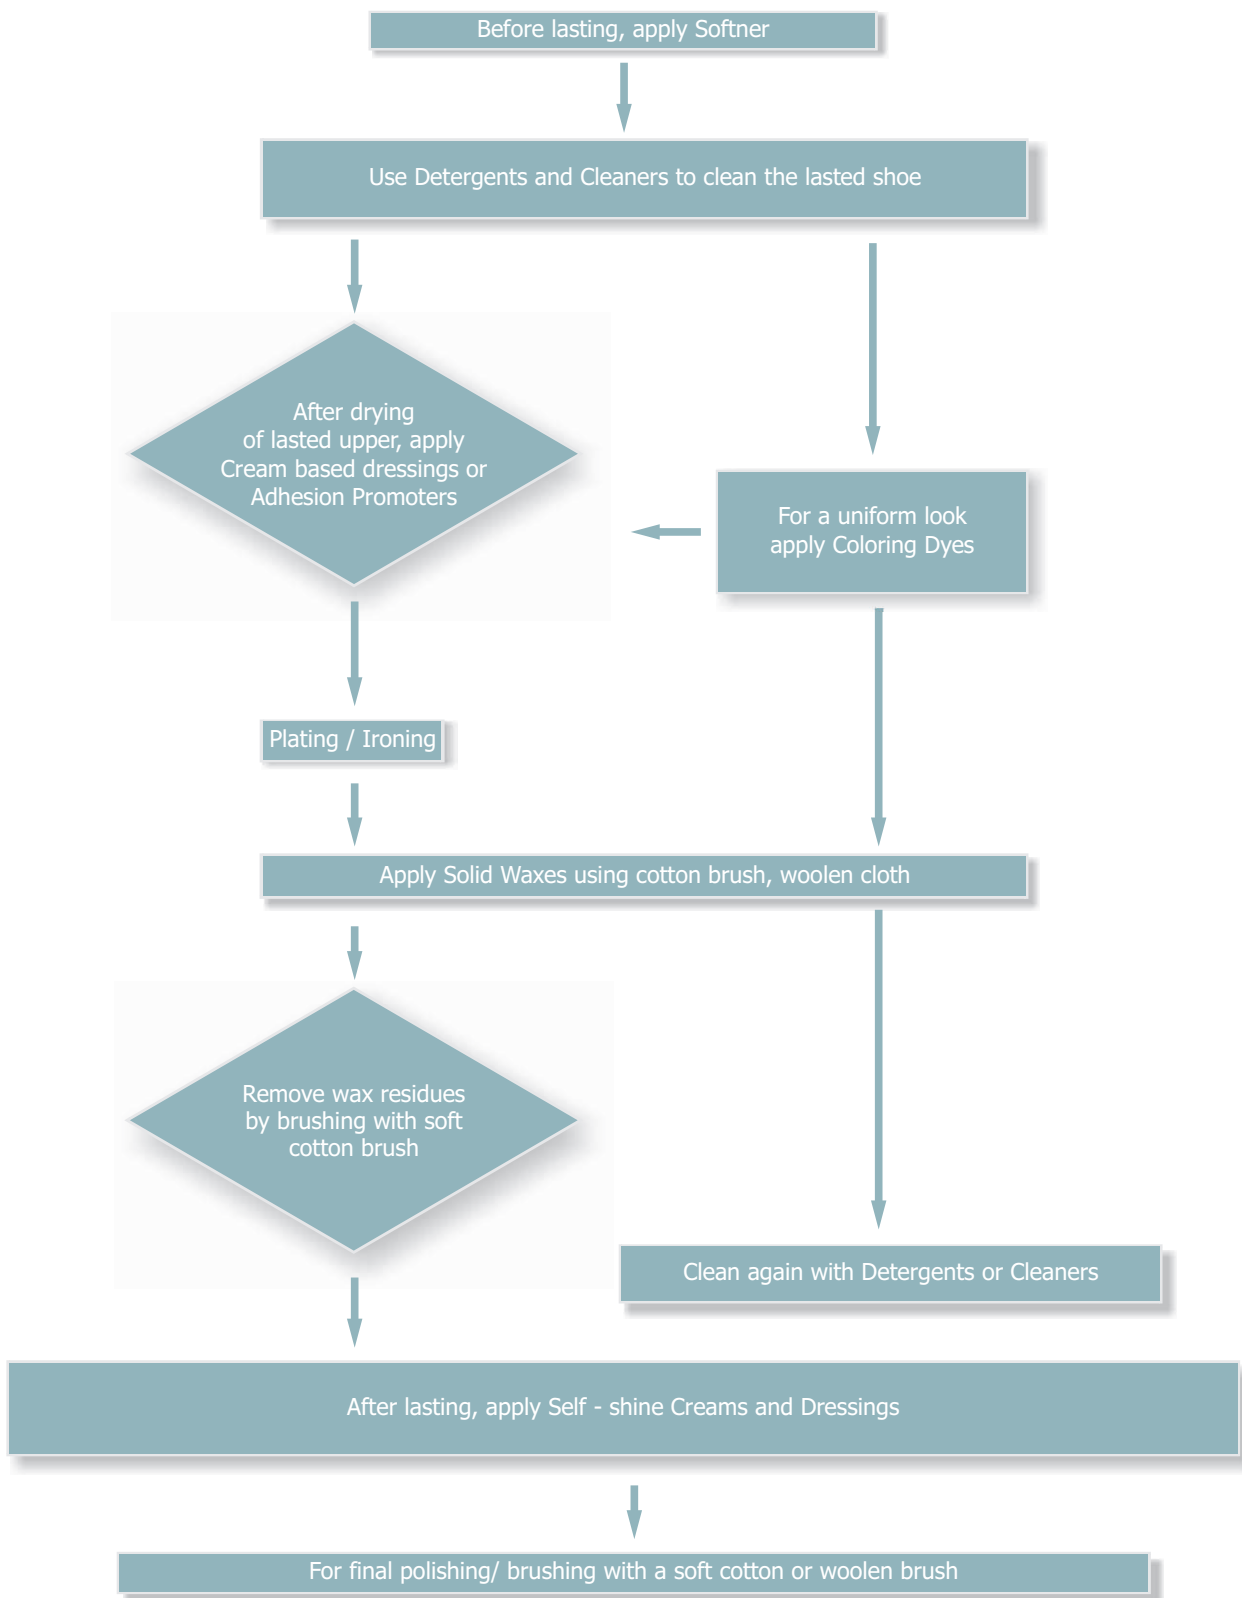 Before lasting, apply Softner
Use Detergents and Cleaners to clean the lasted shoe
After drying
of lasted upper, apply
Cream based dressings or
Adhesion Promoters
For a uniform look
apply Coloring Dyes
Plating / Ironing
Apply Solid Waxes using cotton brush, woolen cloth
Remove wax residues
by brushing with soft
cotton brush
Clean again with Detergents or Cleaners
After lasting, apply Self - shine Creams and Dressings
For final polishing/ brushing with a soft cotton or woolen brush